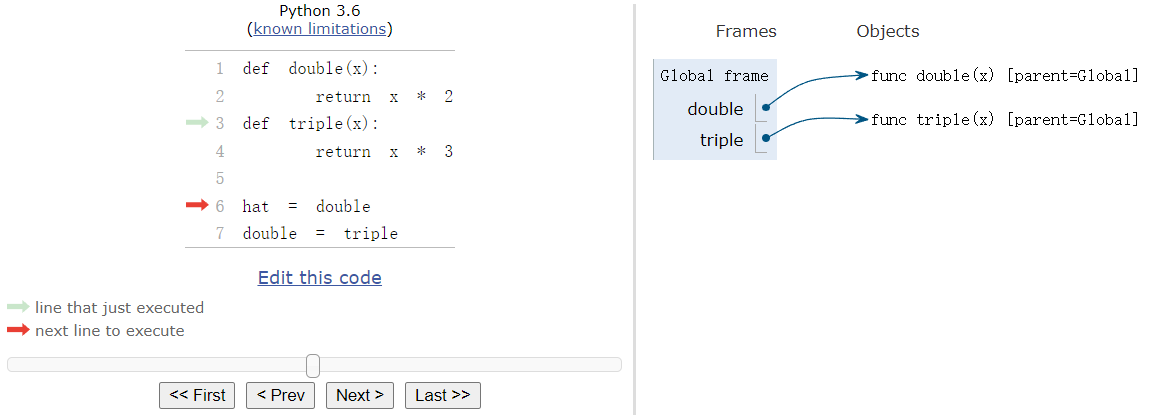 Python 3.6
(known limitations)
1 def double(x):
2 return x * 2
3 def triple(x):
4 return x * 3
5
6 hat = double
7 double = triple
Edit this code
line that just executed
next line to execute
<< First < Prev Next > Last >>
Frames Objects
Global frame
double func double(x) [parent=Global]
triple func triple(x) [parent=Global]